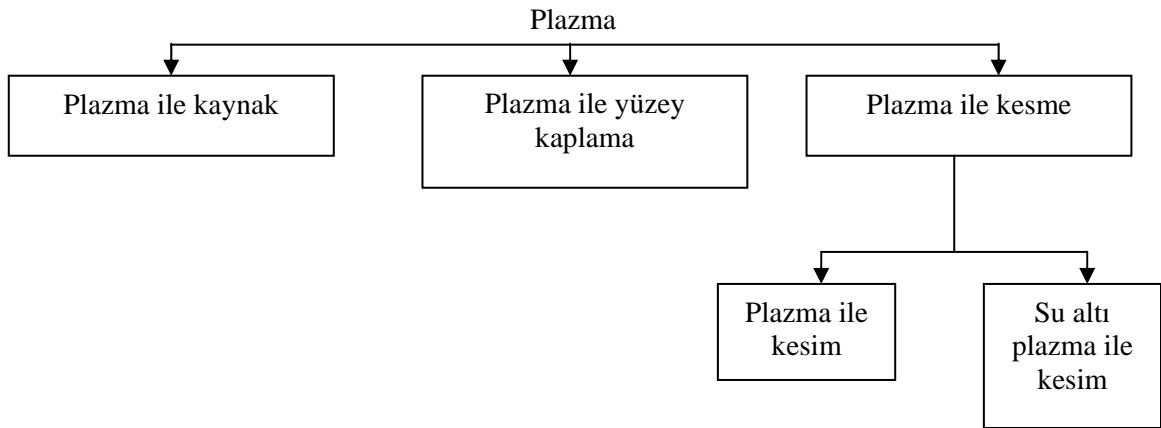 Plazma
Plazma ile kaynak
Plazma ile yüzey
kaplama
Plazma ile kesme
Plazma ile
kesim
Su altı
plazma ile
kesim